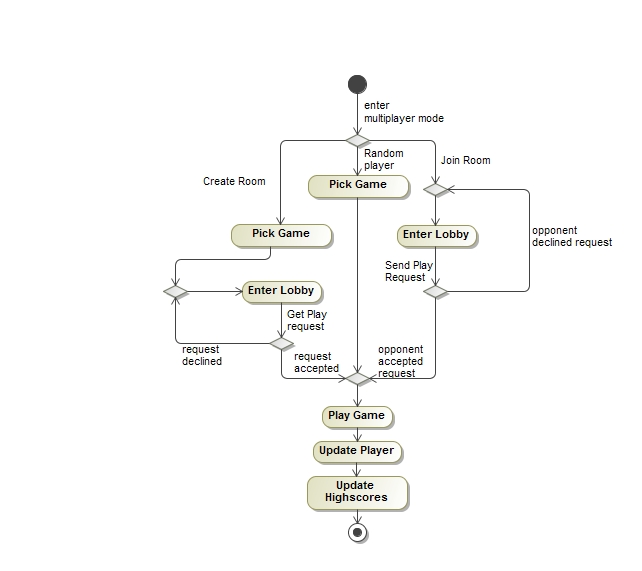 enter
multiplayer mode
Random
player
Join Room
Create Room
Pick Game
Pick Game
Enter Lobby
opponent
declined request
Send Play
Request
Enter Lobby
Get Play
request
request
declined
request
accepted
opponent
accepted
request
Play Game
Update Player
Update
Highscores